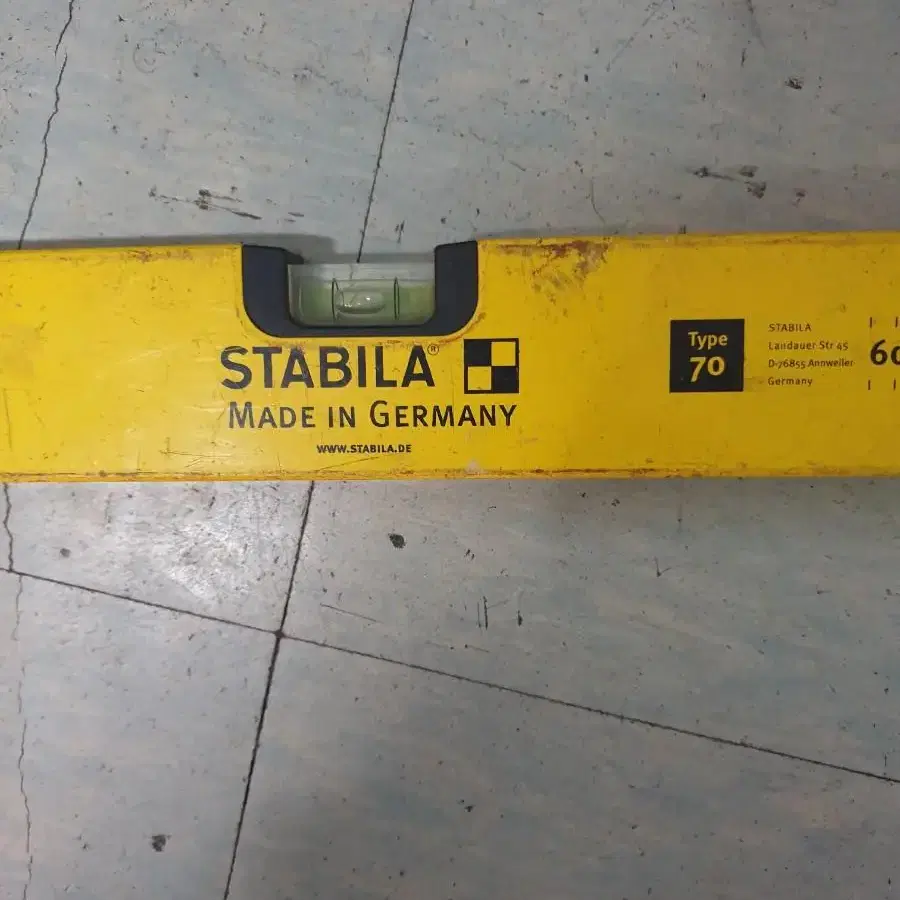 STABILA®
MADE IN GERMANY
WWW.STABILA.DE
Type
70
STABILA
Landauer Str 45
D-76855 Annweiler
Germany